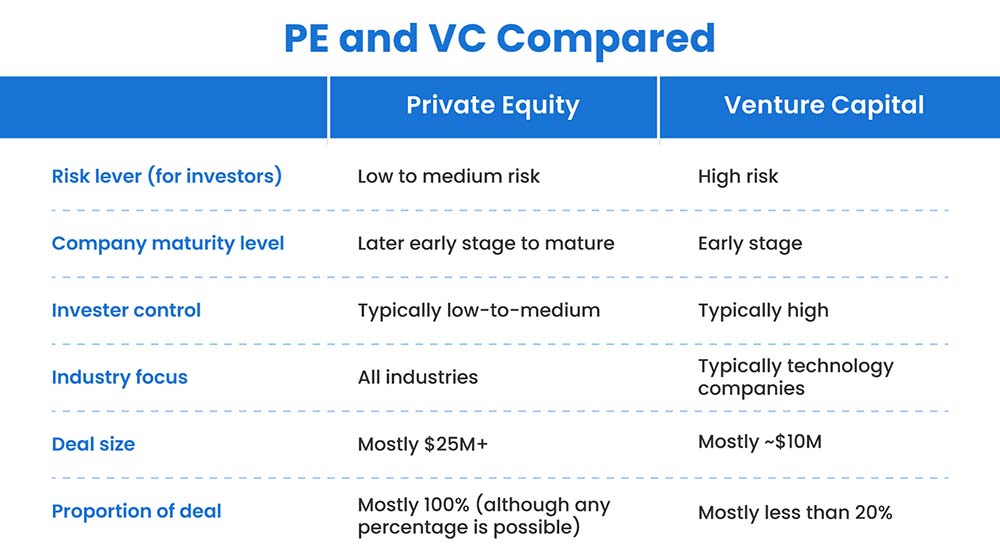 PE and VC Compared
Private Equity
Venture Capital
Risk lever (for investors)
Low to medium risk
High risk
Company maturity level
Later early stage to mature
Early stage
Invester control
Typically low-to-medium
Typically high
Industry focus
All industries
Typically technology
companies
Deal size
Mostly $25M+
Mostly ~$10M
Proportion of deal
Mostly 100% (although any
percentage is possible)
Mostly less than 20%